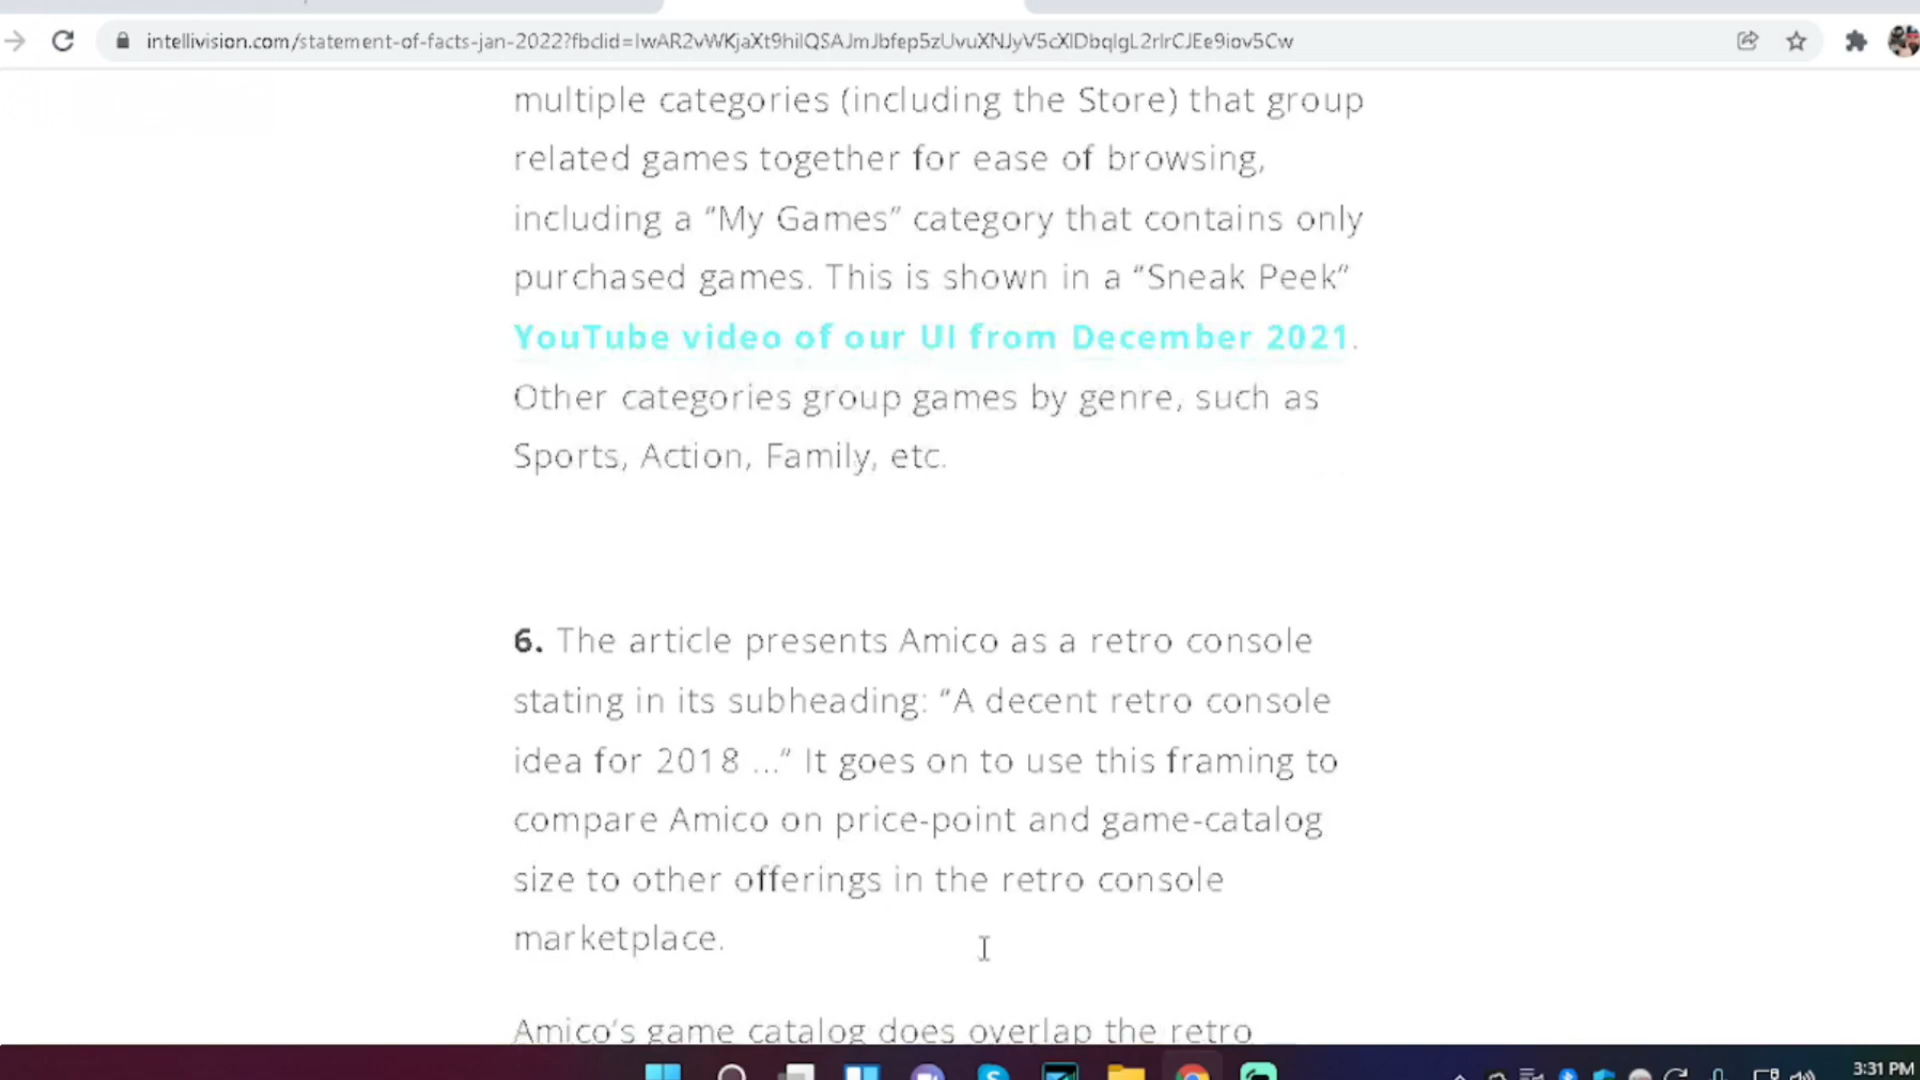 intellivision.com/statement-of-facts-jan-2022?fbclid=IwAR2vWKjaXt9hiIQSAJmJbfep5zUvuXNJyV5cXIDbqIgL2rIrCJEe9iov5Cw
multiple categories (including the Store) that group
related games together for ease of browsing,
including a “My Games” category that contains only
purchased games. This is shown in a “Sneak Peek”
YouTube video of our UI from December 2021.
Other categories group games by genre, such as
Sports, Action, Family, etc.
6. The article presents Amico as a retro console
stating in its subheading: “A decent retro console
idea for 2018 ...” It goes on to use this framing to
compare Amico on price-point and game-catalog
size to other offerings in the retro console
marketplace.
Amico’s game catalog does overlap the retro
3:31 PM